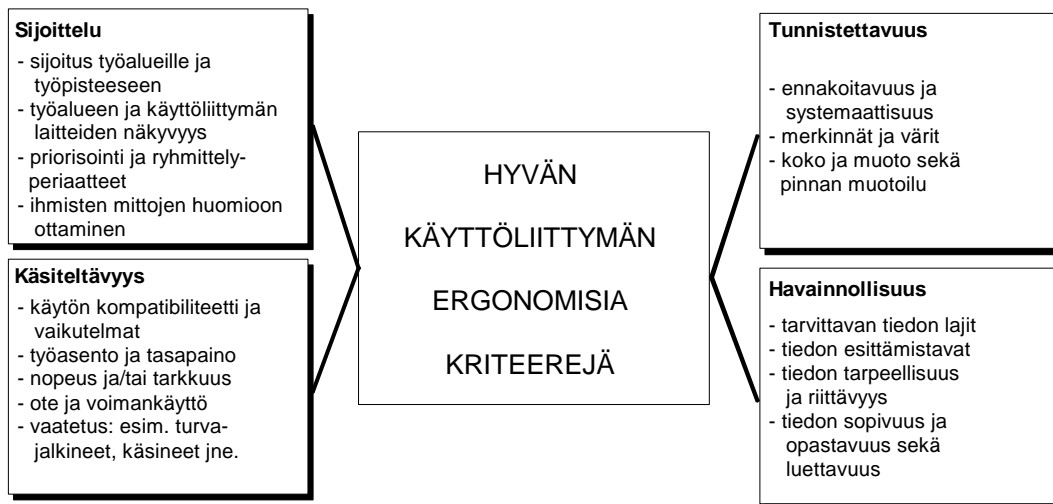 Sijoittelu
- sijoitus työalueille ja
työpisteeseen
- työalueen ja käyttöliittymän
laitteiden näkyvyys
- priorisointi ja ryhmittely-
periaatteet
- ihmisten mittojen huomioon
ottaminen
Käsiteltävyys
- käytön kompatibiliteetti ja
vaikutelmat
- työasento ja tasapaino
- nopeus ja/tai tarkkuus
- ote ja voimankäyttö
- vaatetus: esim. turva-
jalkineet, käsineet jne.
HYVÄN
KÄYTTÖLIITTYMÄN
ERGONOMISIA
KRITEEREJÄ
Tunnistettavuus
- ennakoitavuus ja
systemaattisuus
- merkinnät ja värit
- koko ja muoto sekä
pinnan muotoilu
Havainnollisuus
- tarvittavan tiedon lajit
- tiedon esittämistavat
- tiedon tarpeellisuus
ja riittävyys
- tiedon sopivuus ja
opastavuus sekä
luettavuus